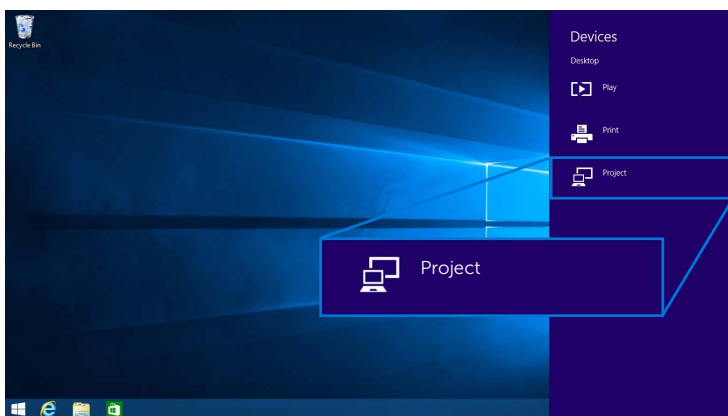 Recycle Bin
Devices
Desktop
Play
Print
Project
Project